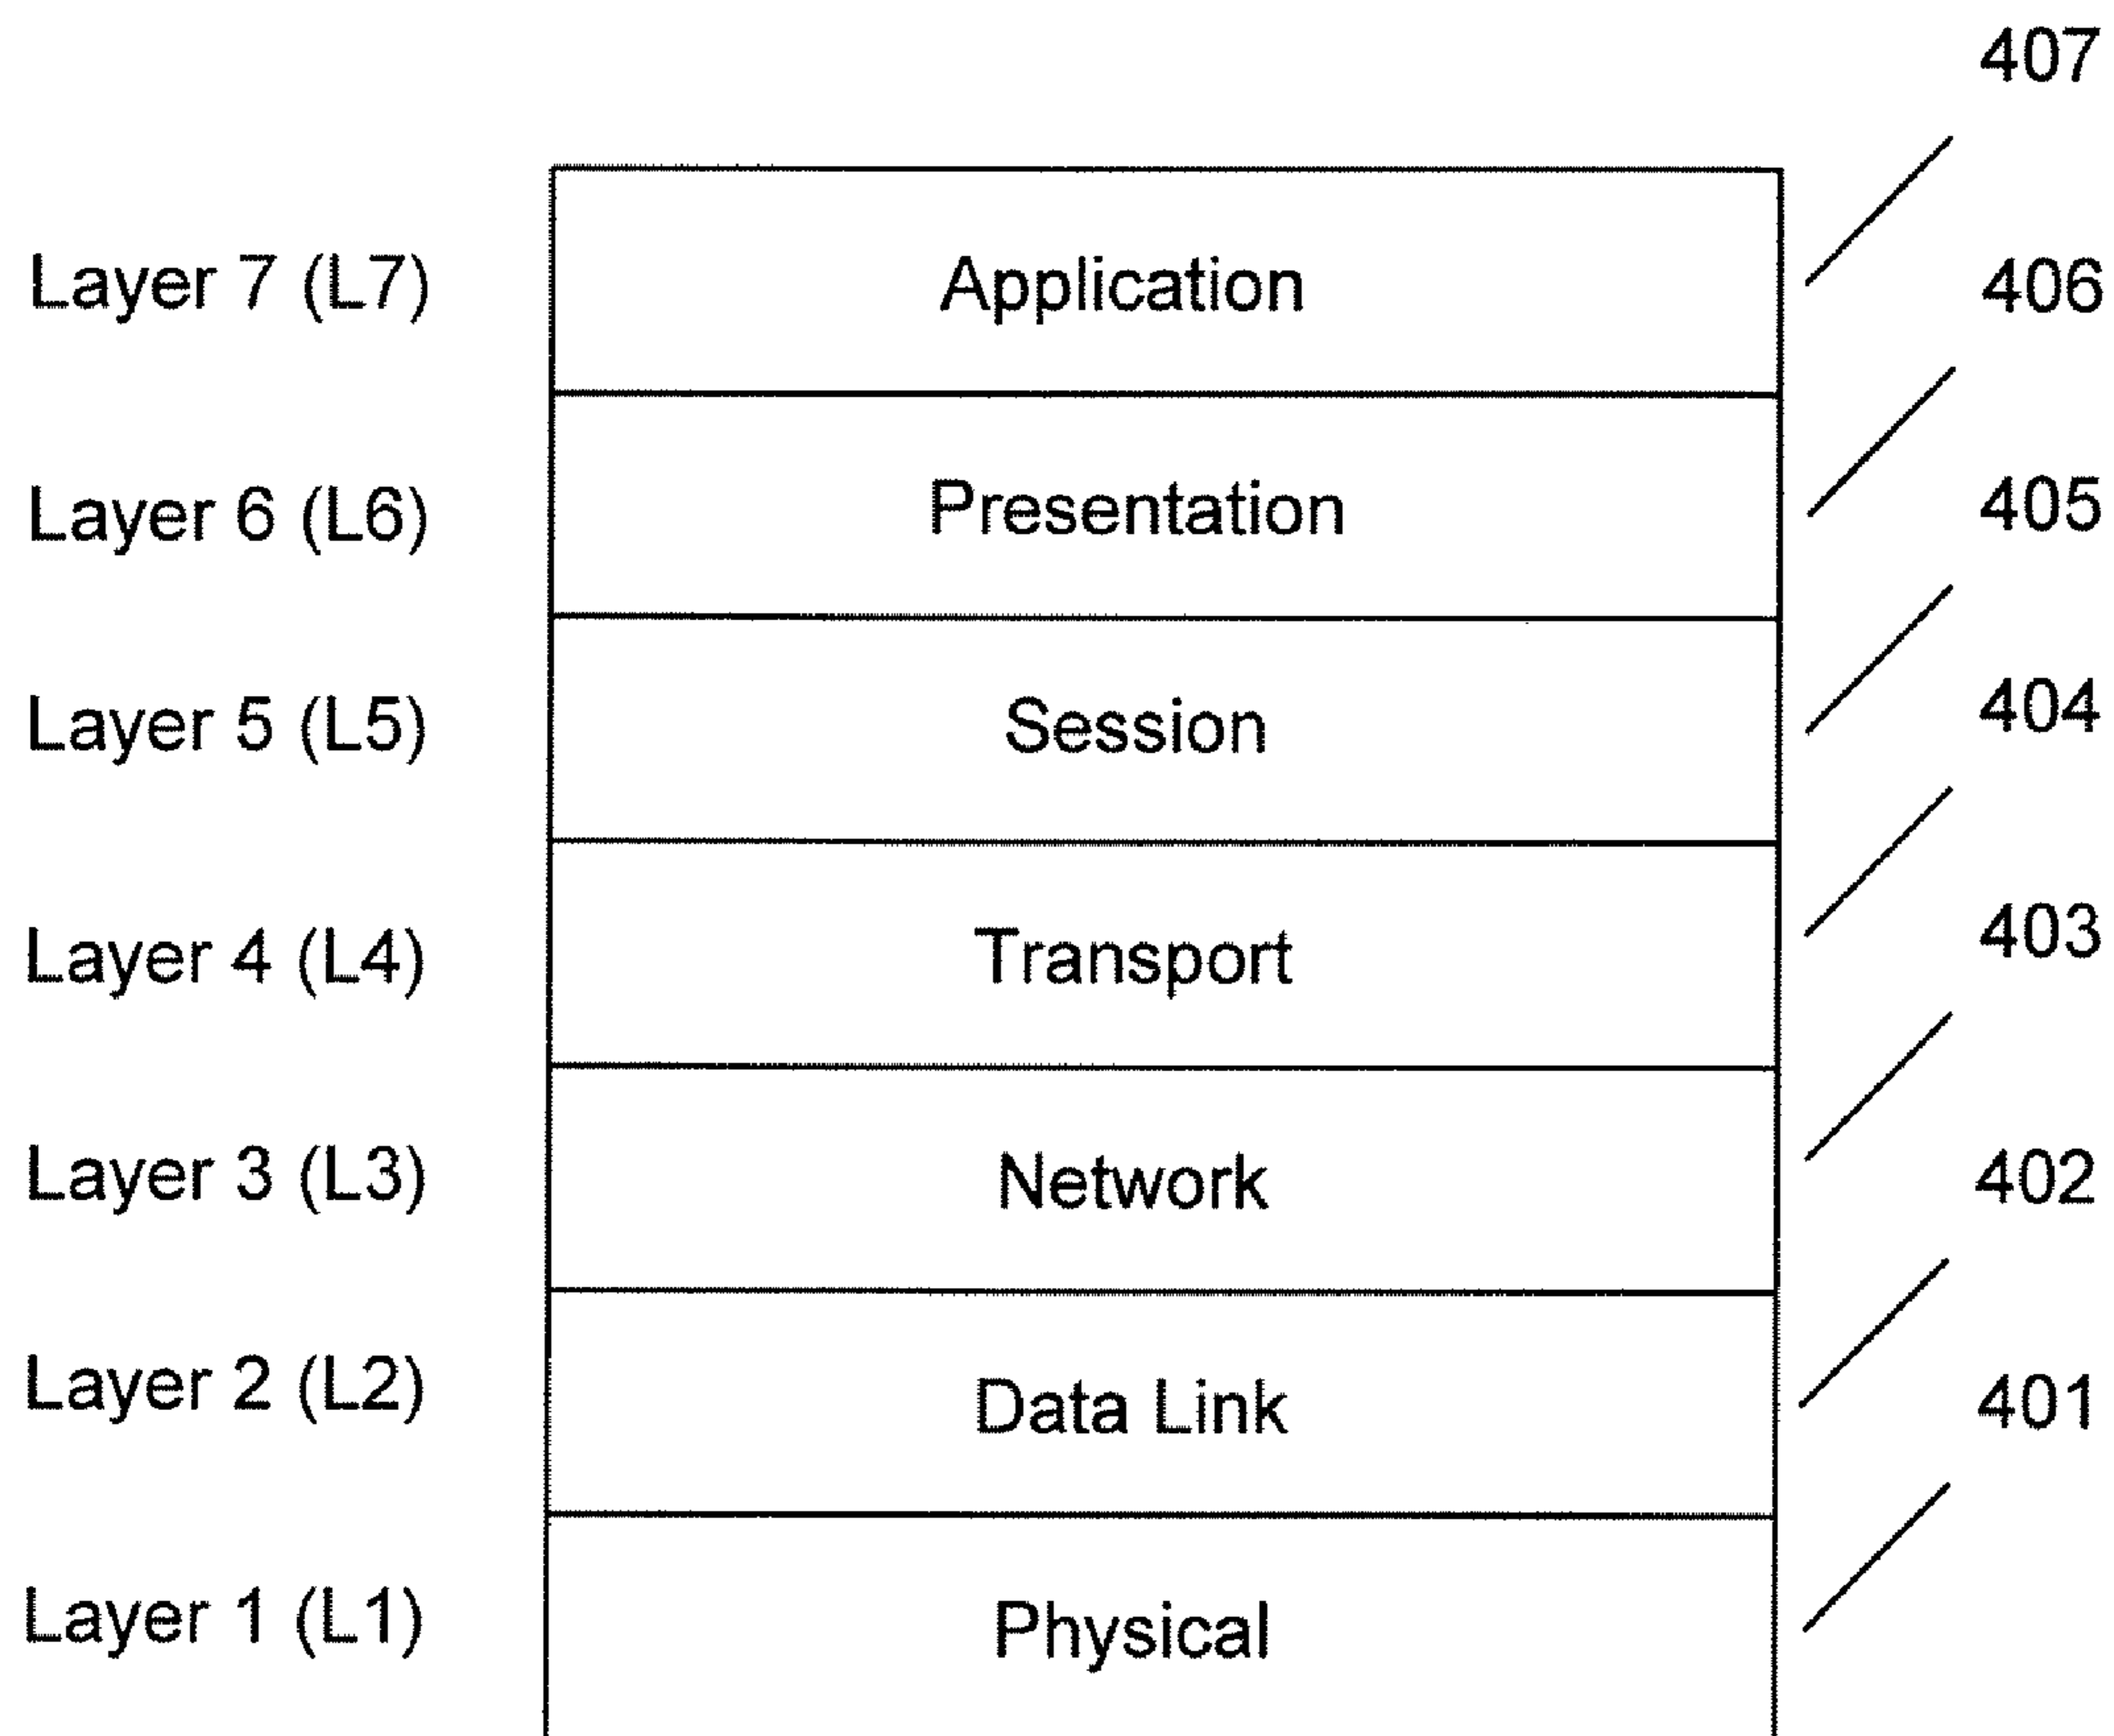 407
Layer 7 (L7) Application 406
Layer 6 (L6) Presentation 405
Layer 5 (L5) Session 404
Layer 4 (L4) Transport 403
Layer 3 (L3) Network 402
Layer 2 (L2) Data Link 401
Layer 1 (L1) Physical